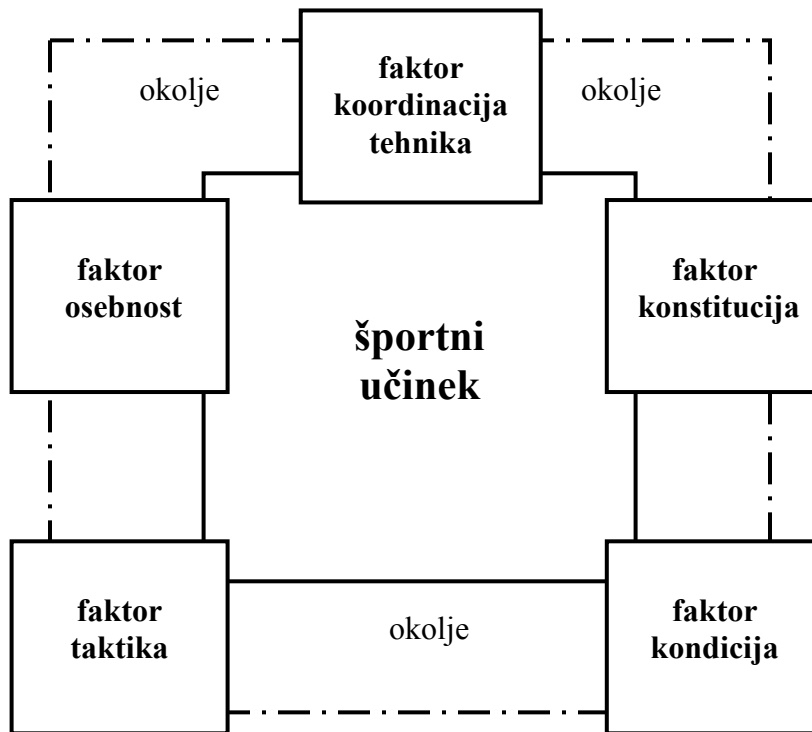 faktor
koordinacija
tehnika
okolje
okolje
faktor
osebnost
faktor
konstitucija
športni
učinek
faktor
taktika
okolje
faktor
kondicija